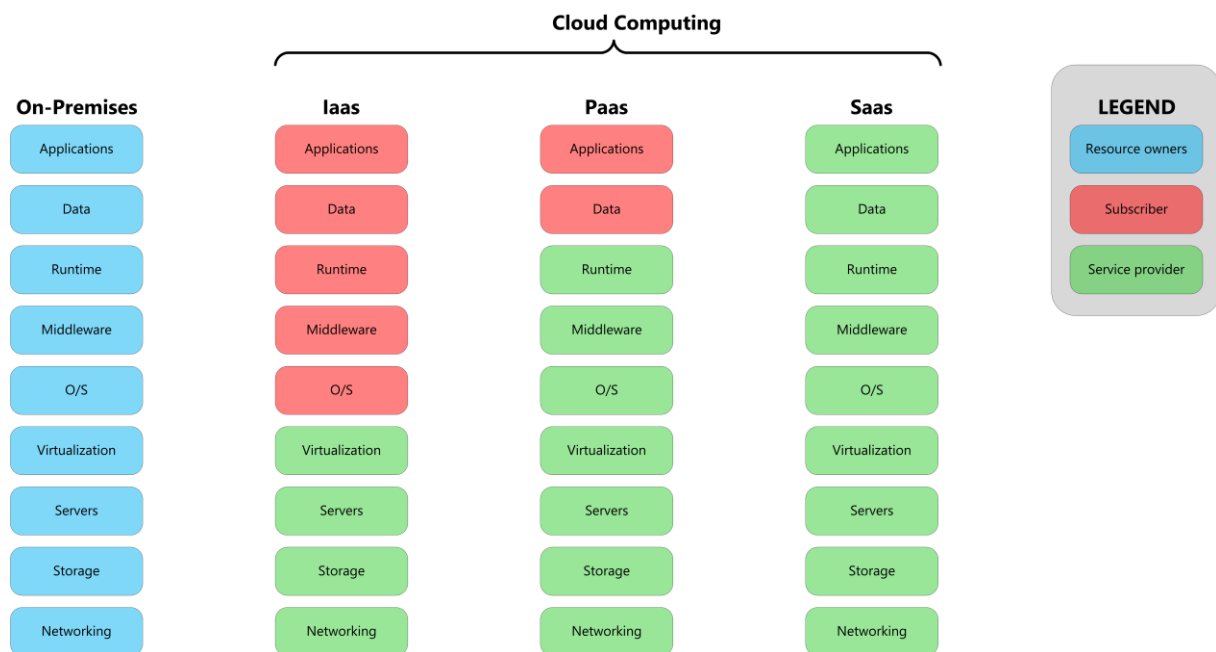 Cloud Computing
On-Premises
Applications
Data
Runtime
Middleware
O/S
Virtualization
Servers
Storage
Networking
Iaas
Applications
Data
Runtime
Middleware
O/S
Virtualization
Servers
Storage
Networking
Paas
Applications
Data
Runtime
Middleware
O/S
Virtualization
Servers
Storage
Networking
Saas
Applications
Data
Runtime
Middleware
O/S
Virtualization
Servers
Storage
Networking
LEGEND
Resource owners
Subscriber
Service provider